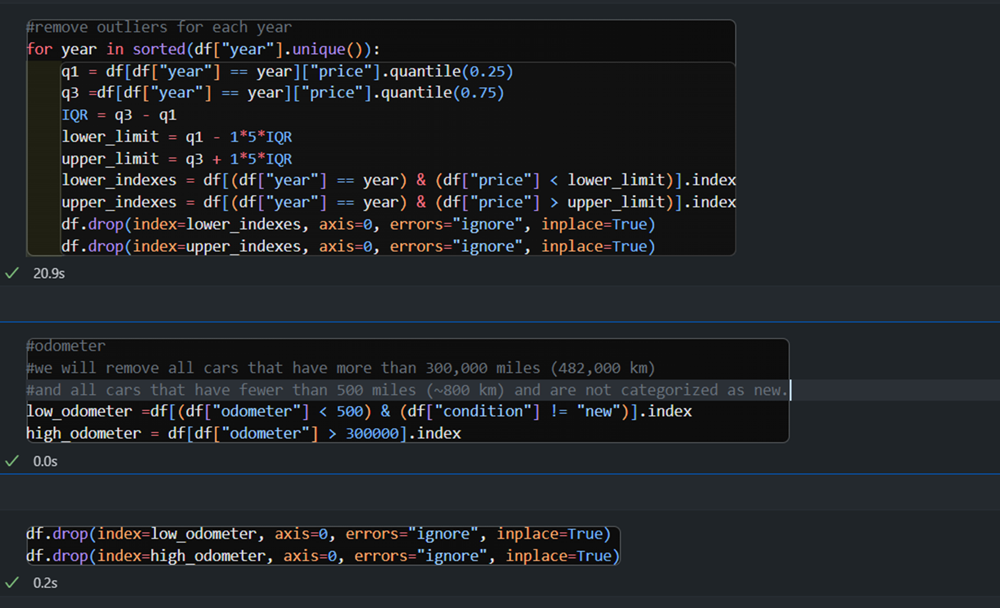 #remove outliers for each year
for year in sorted(df["year"].unique()):
q1 = df[df["year"] == year]["price"].quantile(0.25)
q3 =df[df["year"] == year]["price"].quantile(0.75)
IQR = q3 - q1
lower_limit = q1 - 1*5*IQR
upper_limit = q3 + 1*5*IQR
lower_indexes = df[(df["year"] == year) & (df["price"] < lower_limit)].index
upper_indexes = df[(df["year"] == year) & (df["price"] > upper_limit)].index
df.drop(index=lower_indexes, axis=0, errors="ignore", inplace=True)
df.drop(index=upper_indexes, axis=0, errors="ignore", inplace=True)
20.9s
#odometer
#we will remove all cars that have more than 300,000 miles (482,000 km)
#and all cars that have fewer than 500 miles (~800 km) and are not categorized as new.
low_odometer =df[(df["odometer"] < 500) & (df["condition"] != "new")].index
high_odometer = df[df["odometer"] > 300000].index
0.0s
df.drop(index=low_odometer, axis=0, errors="ignore", inplace=True)
df.drop(index=high_odometer, axis=0, errors="ignore", inplace=True)
0.2s